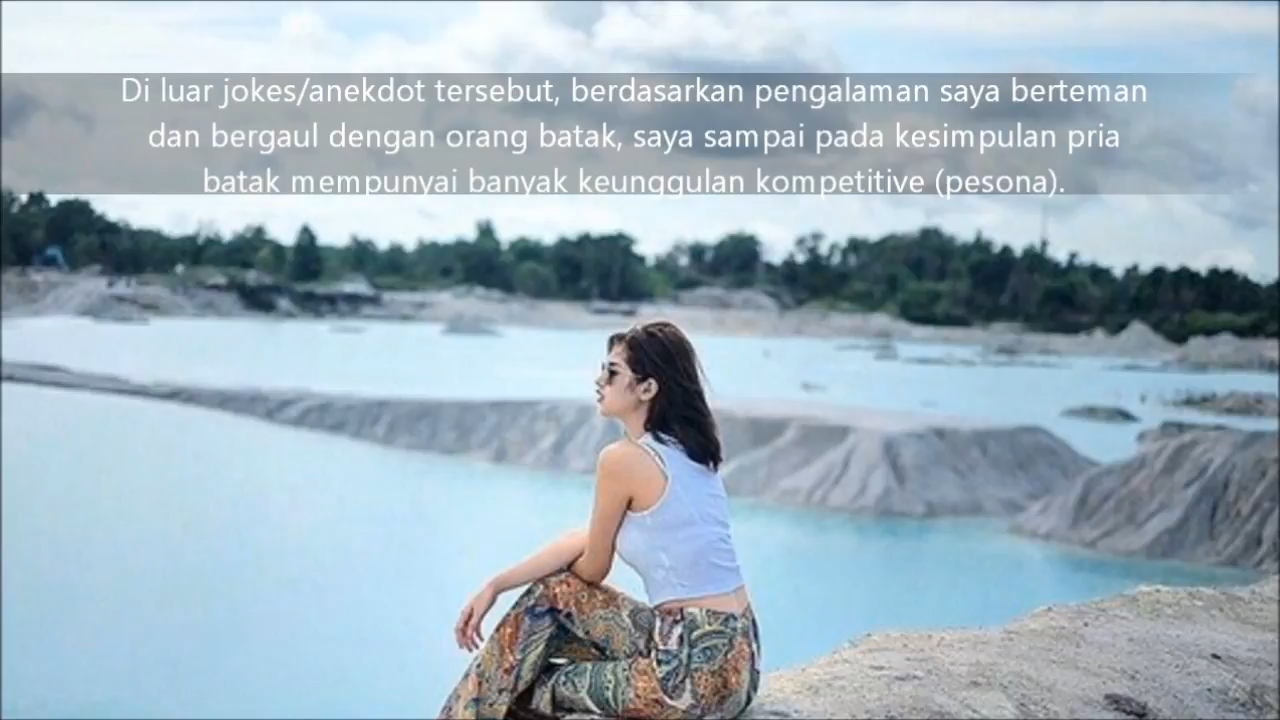 Di luar jokes/anekdot tersebut, berdasarkan pengalaman saya berteman
dan bergaul dengan orang batak, saya sampai pada kesimpulan pria
batak mempunyai banyak keunggulan kompetitive (pesona).